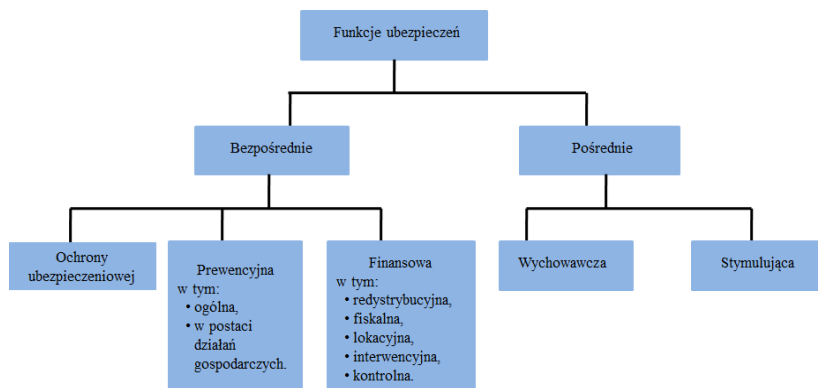 Funkcje ubezpieczeń
Bezpośrednie
Pośrednie
Ochrony
ubezpieczeniowej
Prewencyjna
w tym:
• ogólna,
• w postaci
działań
gospodarczych.
Finansowa
w tym:
• redystrybucyjna,
• fiskalna,
• lokacyjna,
• interwencyjna,
• kontrolna.
Wychowawcza
Stymulująca